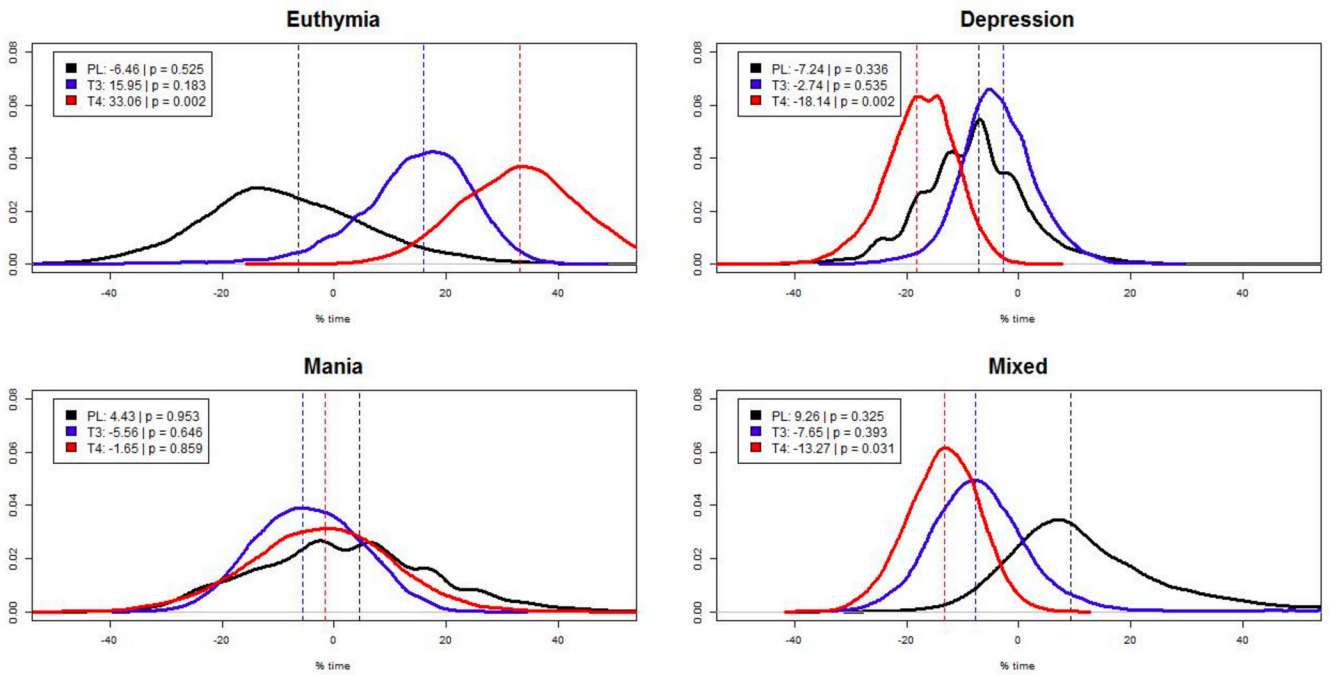 Euthymia
PL: -6.46 | p = 0.525
T3: 15.95 | p = 0.183
T4: 33.06 | p = 0.002
0.00
0.02
0.04
0.06
0.08
-40
-20
0
20
40
% time
Depression
PL: -7.24 | p = 0.336
T3: -2.74 | p = 0.535
T4: -18.14 | p = 0.002
0.00
0.02
0.04
0.06
0.08
-40
-20
0
20
40
% time
Mania
PL: 4.43 | p = 0.953
T3: -5.56 | p = 0.646
T4: -1.65 | p = 0.859
0.00
0.02
0.04
0.06
0.08
-40
-20
0
20
40
% time
Mixed
PL: 9.26 | p = 0.325
T3: -7.65 | p = 0.393
T4: -13.27 | p = 0.031
0.00
0.02
0.04
0.06
0.08
-40
-20
0
20
40
% time